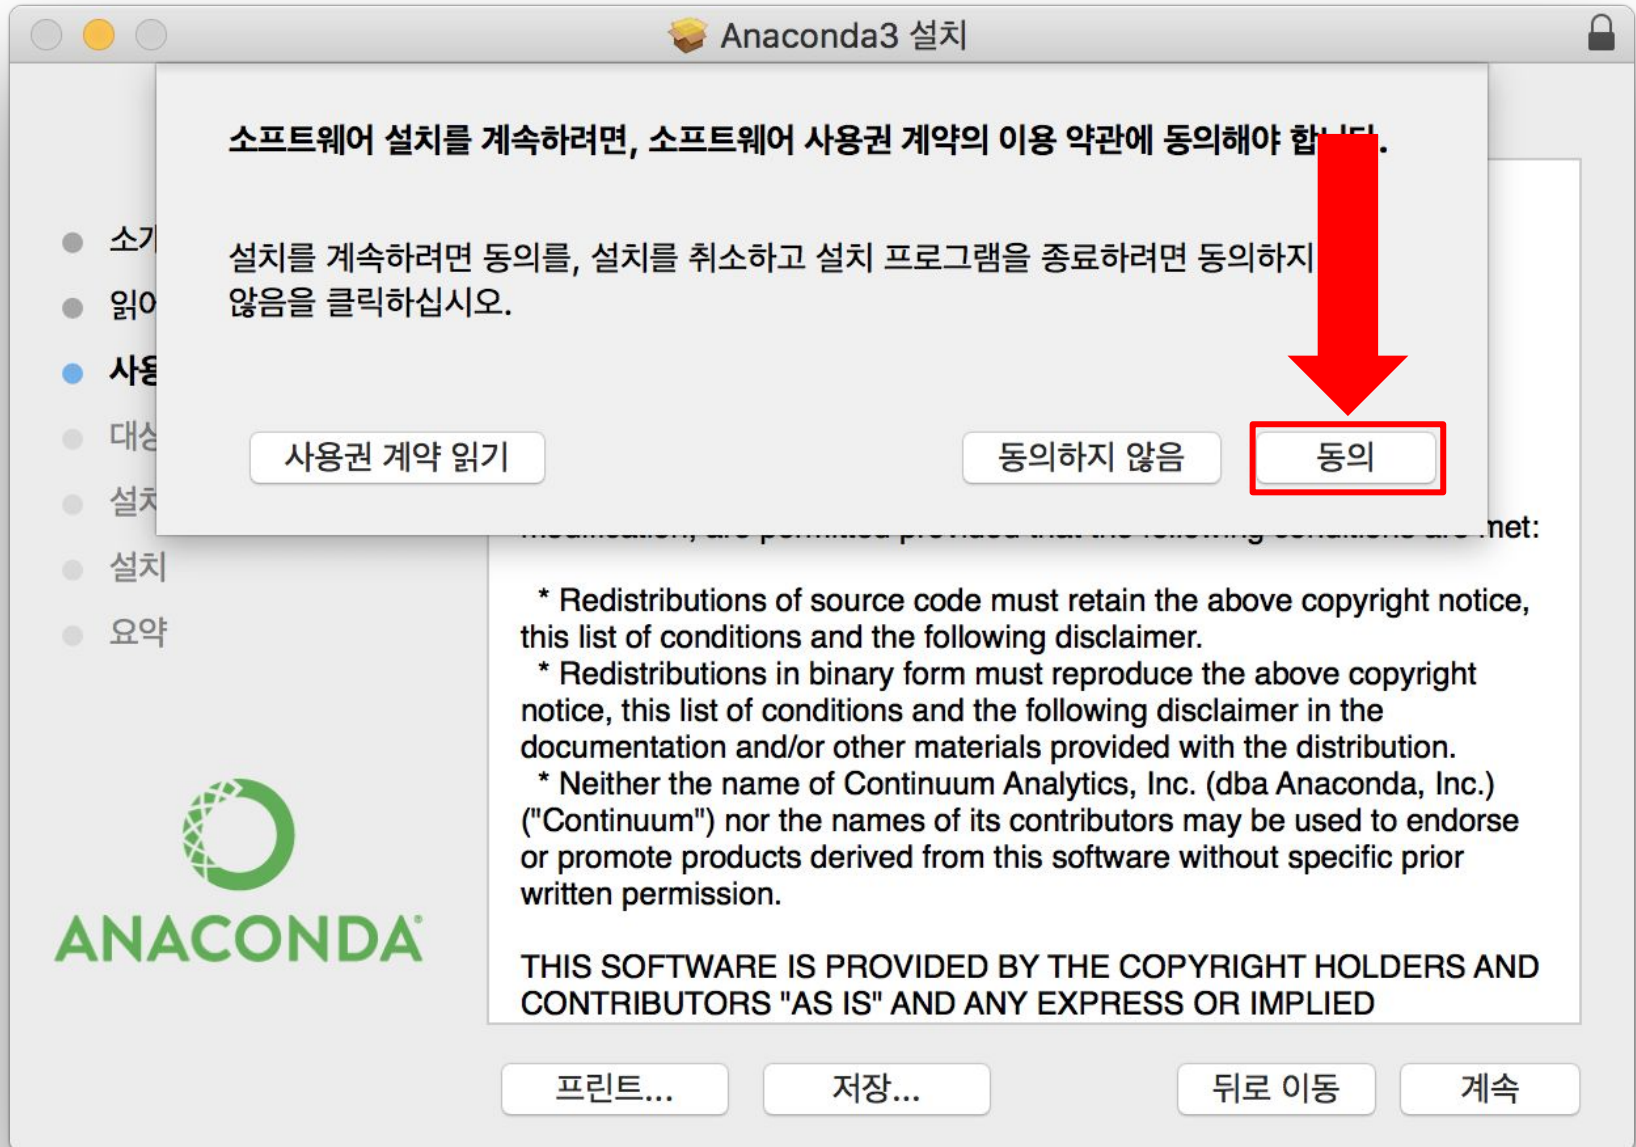 Anaconda3 설치
소프트웨어 설치를 계속하려면, 소프트웨어 사용권 계약의 이용 약관에 동의해야
설치를 계속하려면 동의를, 설치를 취소하고 설치 프로그램을 종료하려면 동의하지
않음을 클릭하십시오.
사용권 계약 읽기
동의하지 않음
동의
설치
요약
ANACONDA
modification, are permitted provided that the following conditions are met:
* Redistributions of source code must retain the above copyright notice,
this list of conditions and the following disclaimer.
* Redistributions in binary form must reproduce the above copyright
notice, this list of conditions and the following disclaimer in the
documentation and/or other materials provided with the distribution.
* Neither the name of Continuum Analytics, Inc. (dba Anaconda, Inc.)
("Continuum") nor the names of its contributors may be used to endorse
or promote products derived from this software without specific prior
written permission.
THIS SOFTWARE IS PROVIDED BY THE COPYRIGHT HOLDERS AND
CONTRIBUTORS "AS IS" AND ANY EXPRESS OR IMPLIED
프린트...
저장...
뒤로 이동
계속